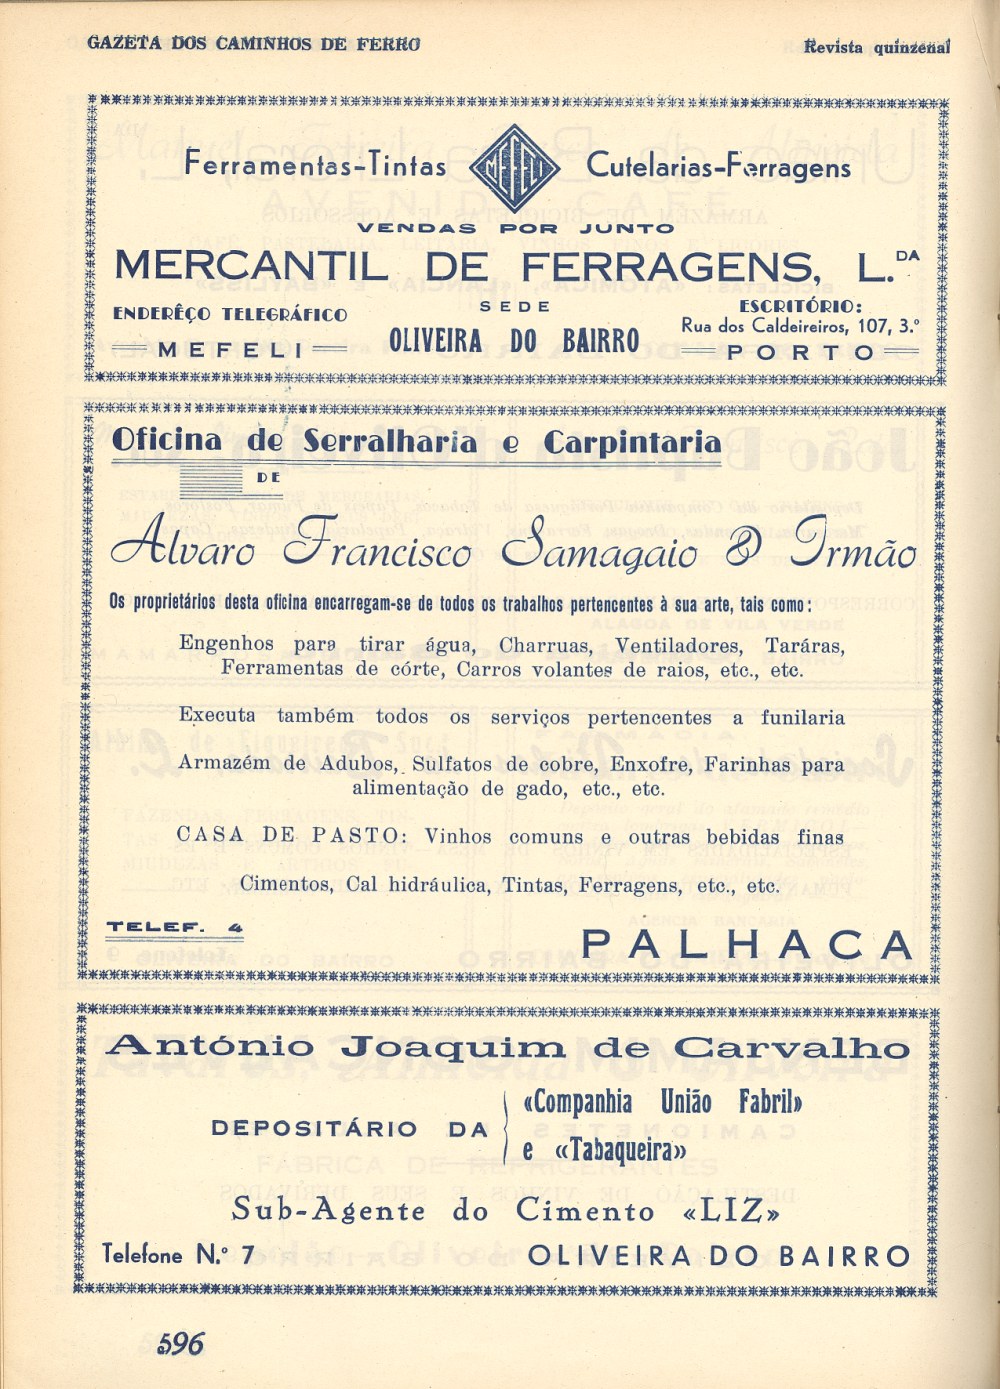 GAZETA DOS CAMINHOS DE FERRO
Revista quinzenal
Ferramentas-Tintas MEFELI Cutelarias-Ferragens
VENDAS POR JUNTO
MERCANTIL DE FERRAGENS, L.DA
ENDERÊÇO TELEGRÁFICO
MEFELI
SEDE
OLIVEIRA DO BAIRRO
ESCRITÓRIO:
Rua dos Caldeireiros, 107, 3.º
PORTO
Oficina de Serralharia e Carpintaria
DE
Alvaro Francisco Samagaio & Irmão
Os proprietários desta oficina encarregam-se de todos os trabalhos pertencentes à sua arte, tais como:
Engenhos para tirar água, Charruas, Ventiladores, Taráras,
Ferramentas de córte, Carros volantes de raios, etc., etc.
Executa também todos os serviços pertencentes a funilaria
Armazém de Adubos, Sulfatos de cobre, Enxofre, Farinhas para
alimentação de gado, etc., etc.
CASA DE PASTO: Vinhos comuns e outras bebidas finas
Cimentos, Cal hidráulica, Tintas, Ferragens, etc., etc.
TELEF. 4
PALHACA
António Joaquim de Carvalho
DEPOSITÁRIO DA
«Companhia União Fabril»
e «Tabaqueira»
Sub-Agente do Cimento «LIZ»
Telefone N.º 7
OLIVEIRA DO BAIRRO
596